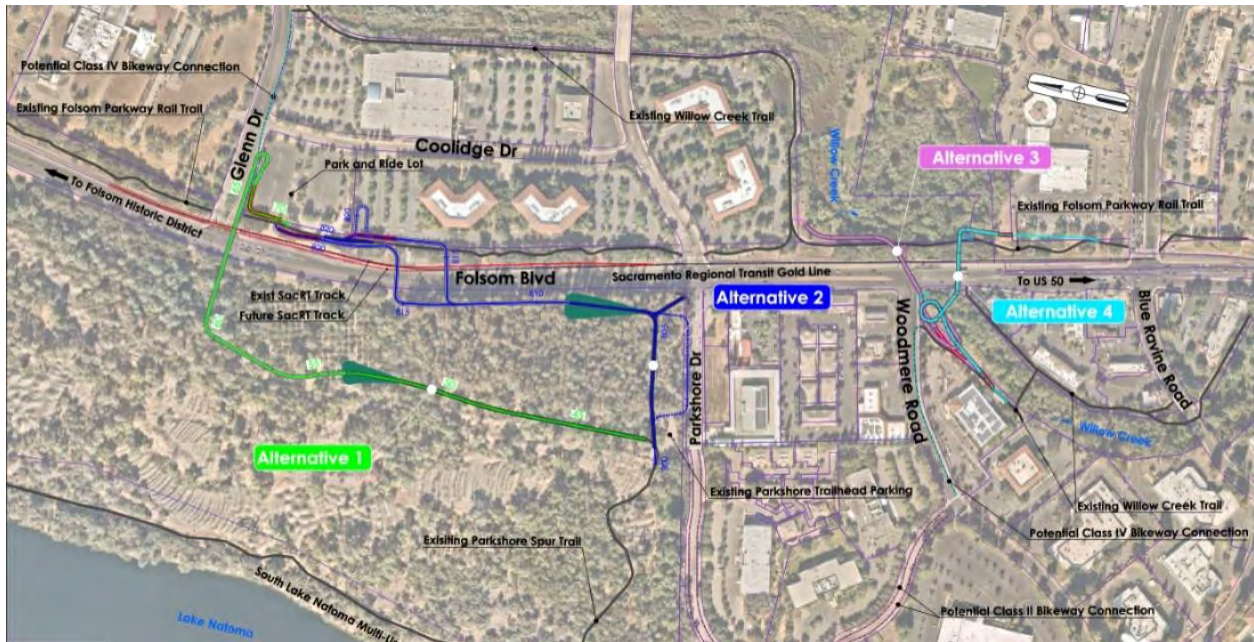 Potential Class IV Bikeway Connection
Existing Folsom Parkway Rail Trail
Glenn Dr
Coolidge Dr
Existing Willow Creek Trail
Park and Ride Lot
Willow Creek
Alternative 3
Existing Folsom Parkway Rail Trail
To Folsom Historic District
Folsom Blvd
Sacramento Regional Transit Gold Line
To US 50
Exist SacRT Track
Future SacRT Track
810
815
Alternative 2
Alternative 4
Woodmere Road
Blue Ravine Road
Parkshore Dr
Willow Creek
Alternative 1
Existing Parkshore Trailhead Parking
Existing Willow Creek Trail
Potential Class IV Bikeway Connection
Exisiting Parkshore Spur Trail
South Lake Natoma Multi-U
Potential Class II Bikeway Connection
Lake Natoma